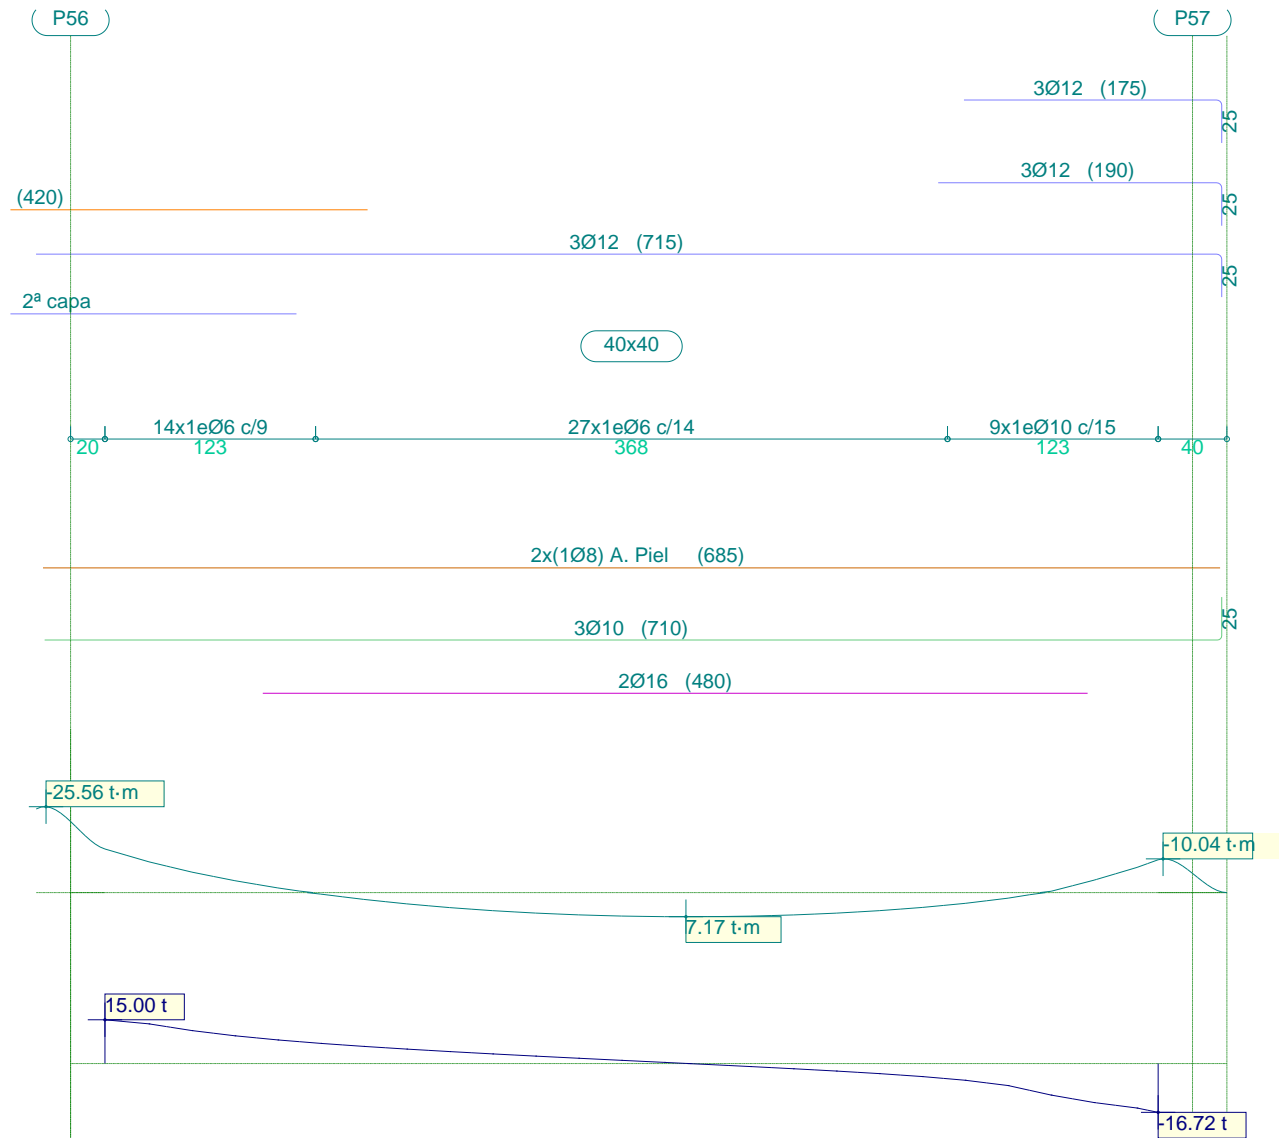 P56
P57
3Ø12 (175)
25
3Ø12 (190)
25
(420)
3Ø12 (715)
25
2ª capa
40x40
14x1eØ6 c/9
27x1eØ6 c/14
9x1eØ10 c/15
20
123
368
123
40
2x(1Ø8) A. Piel (685)
3Ø10 (710)
25
2Ø16 (480)
-25.56 t·m
-10.04 t·m
7.17 t·m
15.00 t
-16.72 t